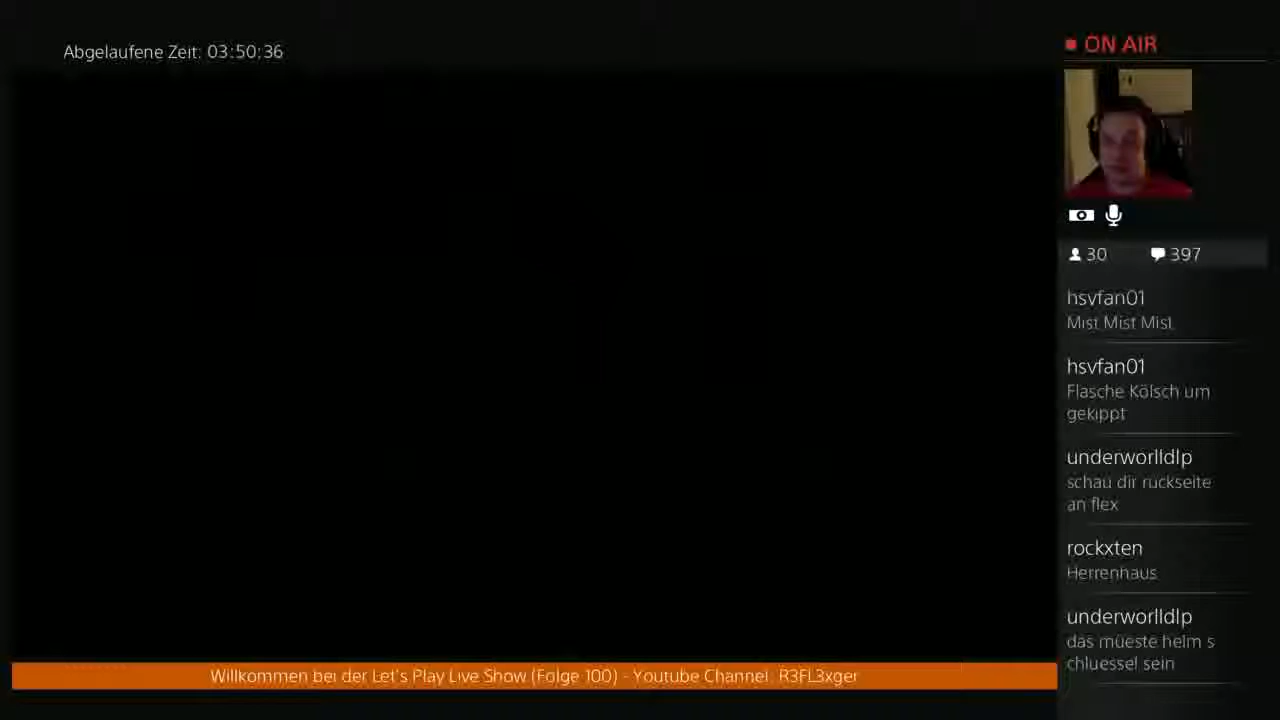 Abgelaufene Zeit: 03:50:36
ON AIR
30 397
hsvfan01
Mist Mist Mist
hsvfan01
Flasche Kölsch um
gekippt
underworlldlp
schau dir ruckseite
an flex
rockxten
Herrenhaus
underworlldlp
das müeste helm s
chluessel sein
Willkommen bei der Let's Play Live Show (Folge 100) - Youtube Channel: R3FL3xger